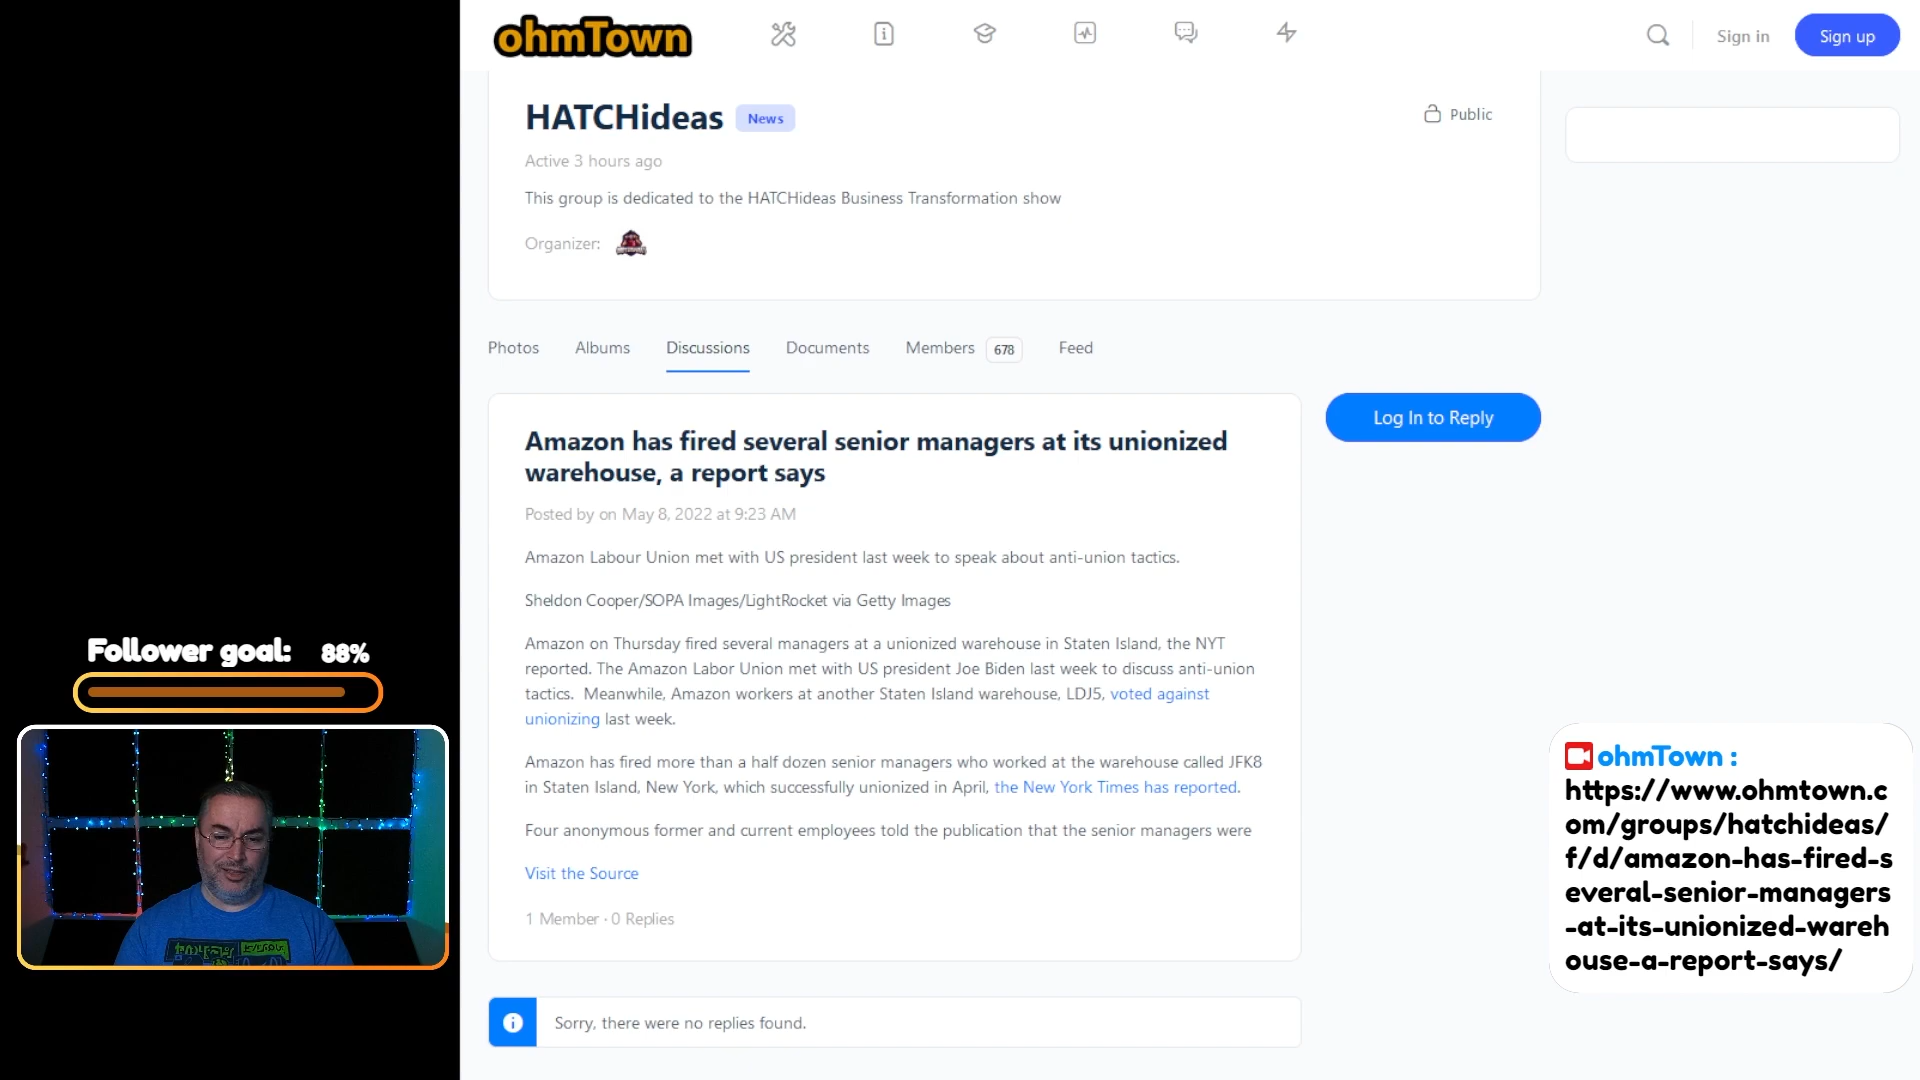 ohmTown
Sign in
Sign up
HATCHideas
News
Public
Active 3 hours ago
This group is dedicated to the HATCHideas Business Transformation show
Organizer:
Photos
Albums
Discussions
Documents
Members
678
Feed
Amazon has fired several senior managers at its unionized
warehouse, a report says
Log In to Reply
Posted by on May 8, 2022 at 9:23 AM
Amazon Labour Union met with US president last week to speak about anti-union tactics.
Sheldon Cooper/SOPA Images/LightRocket via Getty Images
Amazon on Thursday fired several managers at a unionized warehouse in Staten Island, the NYT
reported. The Amazon Labor Union met with US president Joe Biden last week to discuss anti-union
tactics.  Meanwhile, Amazon workers at another Staten Island warehouse, LDJ5, voted against
unionizing last week.
Amazon has fired more than a half dozen senior managers who worked at the warehouse called JFK8
in Staten Island, New York, which successfully unionized in April, the New York Times has reported.
Four anonymous former and current employees told the publication that the senior managers were
Visit the Source
1 Member · 0 Replies
Sorry, there were no replies found.
Follower goal: 88%
ohmTown :
https://www.ohmtown.c
om/groups/hatchideas/
f/d/amazon-has-fired-s
everal-senior-managers
-at-its-unionized-wareh
ouse-a-report-says/